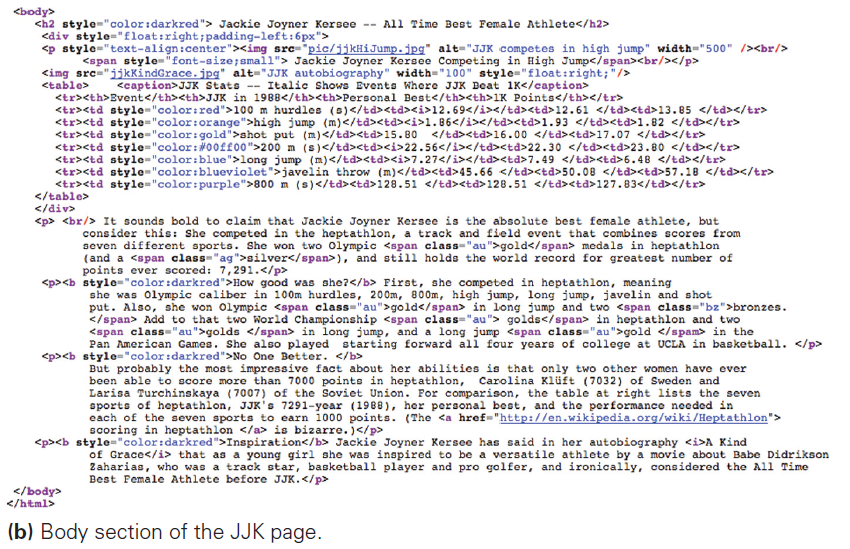 <body>
<h2 style="color:darkred"> Jackie Joyner Kersee -- All Time Best Female Athlete</h2>
<div style="float:right;padding-left:6px">
<p style="text-align:center"><img src="pic/jjkHiJump.jpg" alt="JJK competes in high jump" width="500" /><br/>
<span style="font-size;small"> Jackie Joyner Kersee Competing in High Jump</span><br/></p>
<img src="jjkKindGrace.jpg" alt="JJK autobiography" width="100" style="float:right;"/>
<table> <caption>JJK Stats -- Italic Shows Events Where JJK Beat 1K</caption>
<tr><th>Event</th><th>JJK in 1988</th><th>Personal Best</th><th>1K Points</th></tr>
<tr><td style="color:red">100 m hurdles (s)</td><td><i>12.69</i></td><td>12.61 </td><td>13.85 </td></tr>
<tr><td style="color:orange">high jump (m)</td><td><i>1.86</i></td><td>1.93 </td><td>1.82 </td></tr>
<tr><td style="color:gold">shot put (m)</td><td>15.80 </td><td>16.00 </td><td>17.07 </td></tr>
<tr><td style="color:#00ff00">200 m (s)</td><td><i>22.56</i></td><td>22.30 </td><td>23.80 </td></tr>
<tr><td style="color:blue">long jump (m)</td><td><i>7.27</i></td><td>7.49 </td><td>6.48 </td></tr>
<tr><td style="color:blueviolet">javelin throw (m)</td><td>45.66 </td><td>50.08 </td><td>57.18 </td></tr>
<tr><td style="color:purple">800 m (s)</td><td>128.51 </td><td>128.51 </td><td>127.83</td></tr>
</table>
</div>
<p> <br/> It sounds bold to claim that Jackie Joyner Kersee is the absolute best female athlete, but
consider this: She competed in the heptathlon, a track and field event that combines scores from
seven different sports. She won two Olympic <span class="au">gold</span> medals in heptathlon
(and a <span class="ag">silver</span>), and still holds the world record for greatest number of
points ever scored: 7,291.</p>
<p><b style="color:darkred">How good was she?</b> First, she competed in heptathlon, meaning
she was Olympic caliber in 100m hurdles, 200m, 800m, high jump, long jump, javelin and shot
put. Also, she won Olympic <span class="au">gold</span> in long jump and two <span class="bz">bronzes.
</span> Add to that two World Championship <span class="au"> golds</span> in heptathlon and two
<span class="au">golds </span> in long jump, and a long jump <span class="au">gold </spam> in the
Pan American Games. She also played starting forward all four years of college at UCLA in basketball. </p>
<p><b style="color:darkred">No One Better. </b>
But probably the most impressive fact about her abilities is that only two other women have ever
been able to score more than 7000 points in heptathlon, Carolina Klüft (7032) of Sweden and
Larisa Turchinskaya (7007) of the Soviet Union. For comparison, the table at right lists the seven
sports of heptathlon, JJK's 7291-year (1988), her personal best, and the performance needed in
each of the seven sports to earn 1000 points. (The <a href="http://en.wikipedia.org/wiki/Heptathlon">
scoring in heptathlon </a> is bizarre.)</p>
<p><b style="color:darkred">Inspiration</b> Jackie Joyner Kersee has said in her autobiography <i>A Kind
of Grace</i> that as a young girl she was inspired to be a versatile athlete by a movie about Babe Didrikson
Zaharias, who was a track star, basketball player and pro golfer, and ironically, considered the All Time
Best Female Athlete before JJK.</p>
</body>
</html>
(b) Body section of the JJK page.